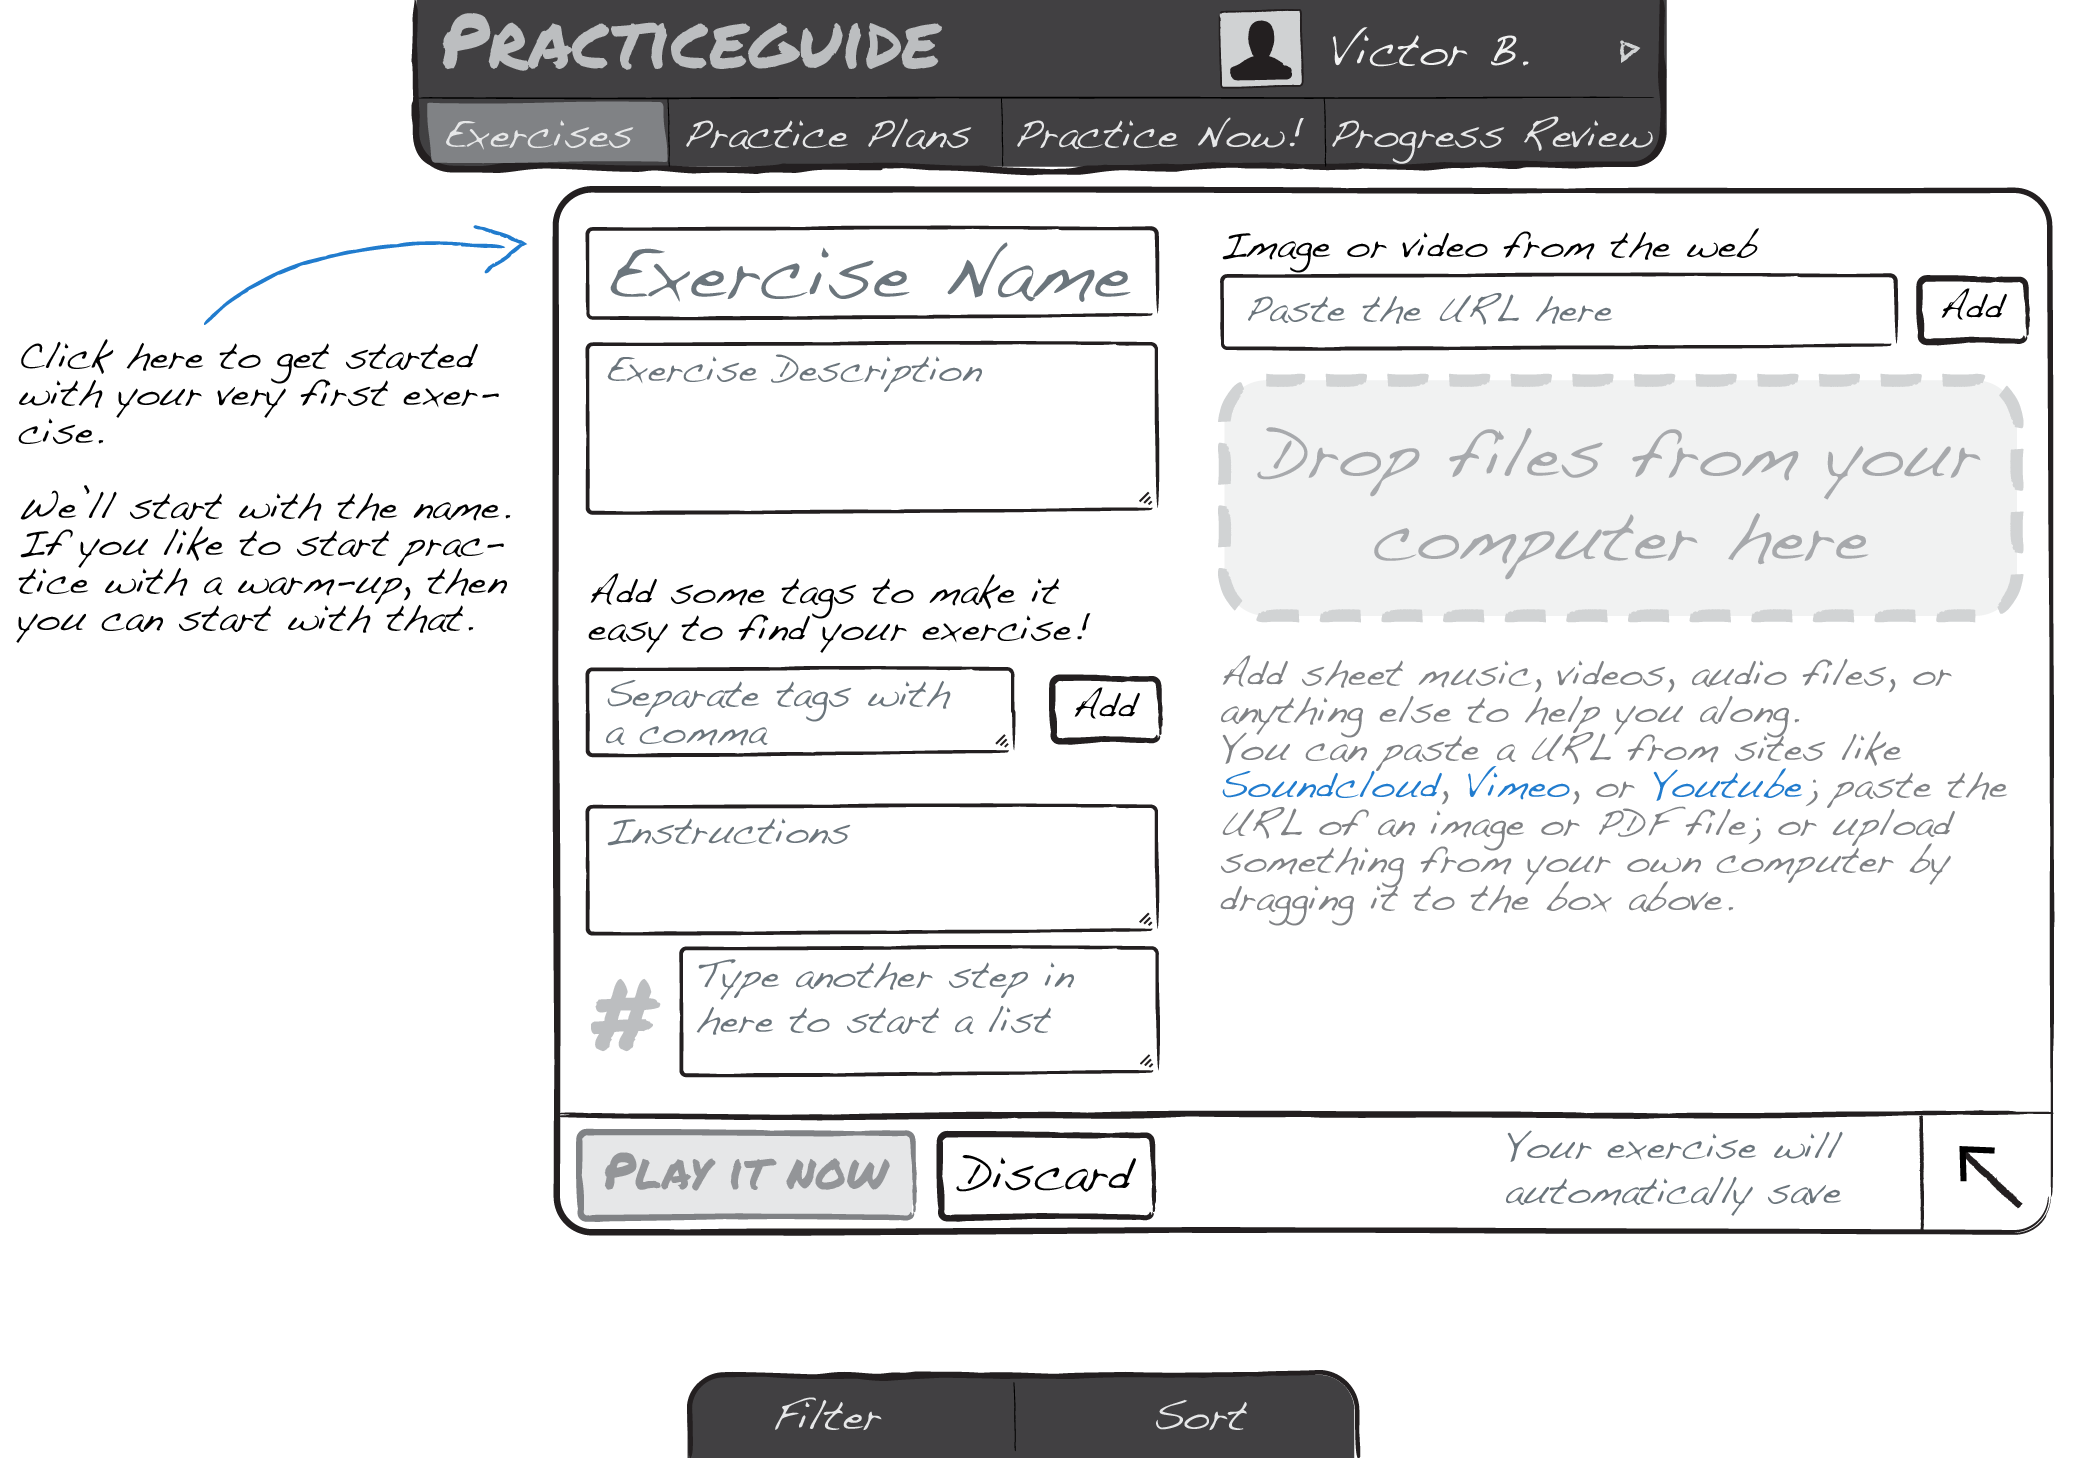 PRACTICEGUIDE
Victor B.
Exercises
Practice Plans
Practice Now!
Progress Review
Click here to get started
with your very first exer-
cise.
We'll start with the name.
If you like to start prac-
tice with a warm-up, then
you can start with that.
Exercise Name
Exercise Description
Add some tags to make it
easy to find your exercise!
Separate tags with
a comma
Add
Instructions
#
Type another step in
here to start a list
Image or video from the web
Paste the URL here
Add
Drop files from your
computer here
Add sheet music, videos, audio files, or
anything else to help you along.
You can paste a URL from sites like
Soundcloud, Vimeo, or Youtube; paste the
URL of an image or PDF file; or upload
something from your own computer by
dragging it to the box above.
PLAY IT NOW
Discard
Your exercise will
automatically save
Filter
Sort